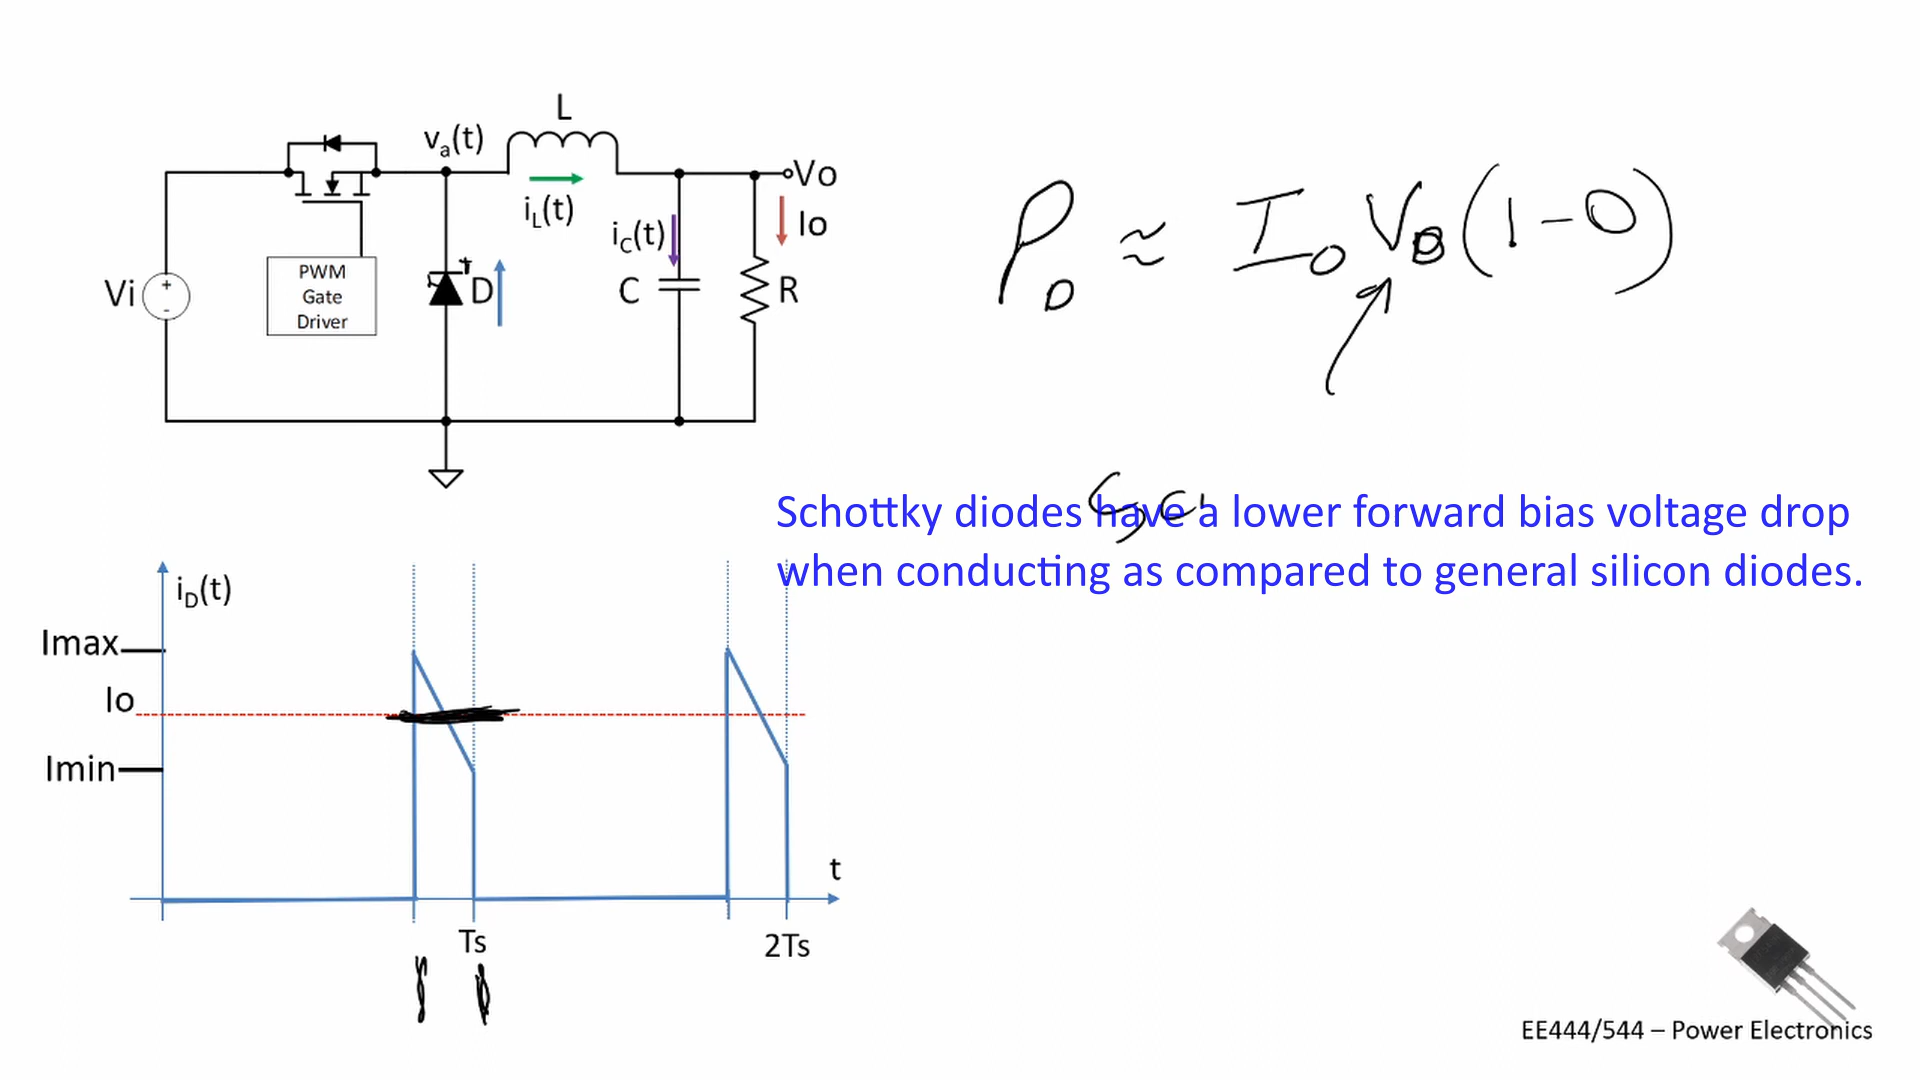 L
va(t)
Vo
iL(t)
iC(t)
Io
Vi
+
-
PWM
Gate
Driver
D
C
R
PD ≈ Io VD (1-D)
Schottky diodes have a lower forward bias voltage drop
when conducting as compared to general silicon diodes.
iD(t)
Imax
Io
Imin
t
Ts
2Ts
EE444/544 – Power Electronics